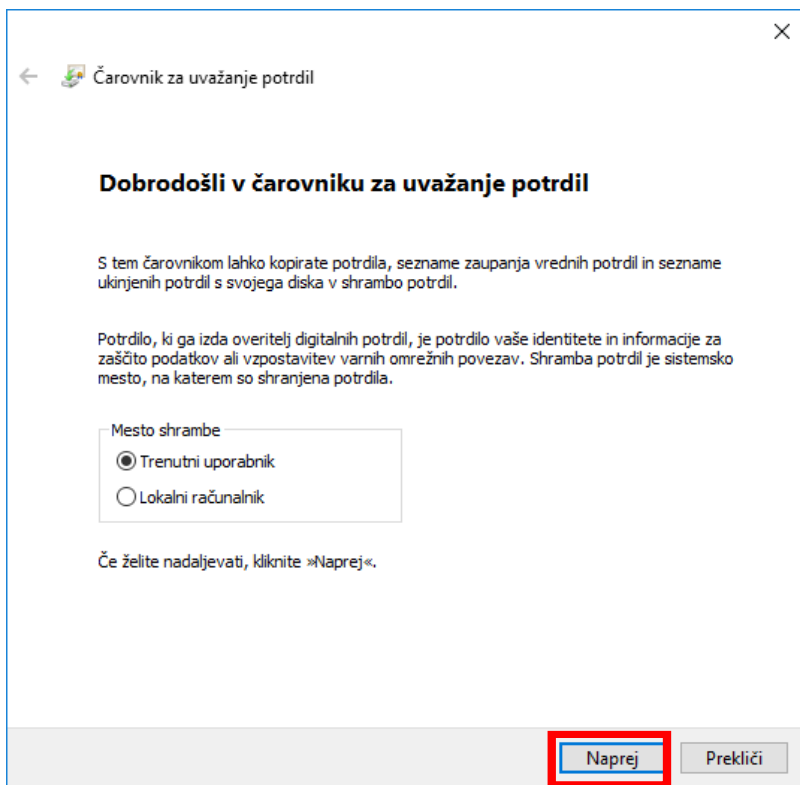 Čarovnik za uvažanje potrdil
Dobrodošli v čarovniku za uvažanje potrdil
S tem čarovnikom lahko kopirate potrdila, sezname zaupanja vrednih potrdil in sezname
ukinjenih potrdil s svojega diska v shrambo potrdil.
Potrdilo, ki ga izda overitelj digitalnih potrdil, je potrdilo vaše identitete in informacije za
zaščito podatkov ali vzpostavitev varnih omrežnih povezav. Shramba potrdil je sistemsko
mesto, na katerem so shranjena potrdila.
Mesto shrambe
Trenutni uporabnik
Lokalni računalnik
Če želite nadaljevati, kliknite »Naprej«.
Naprej Prekliči